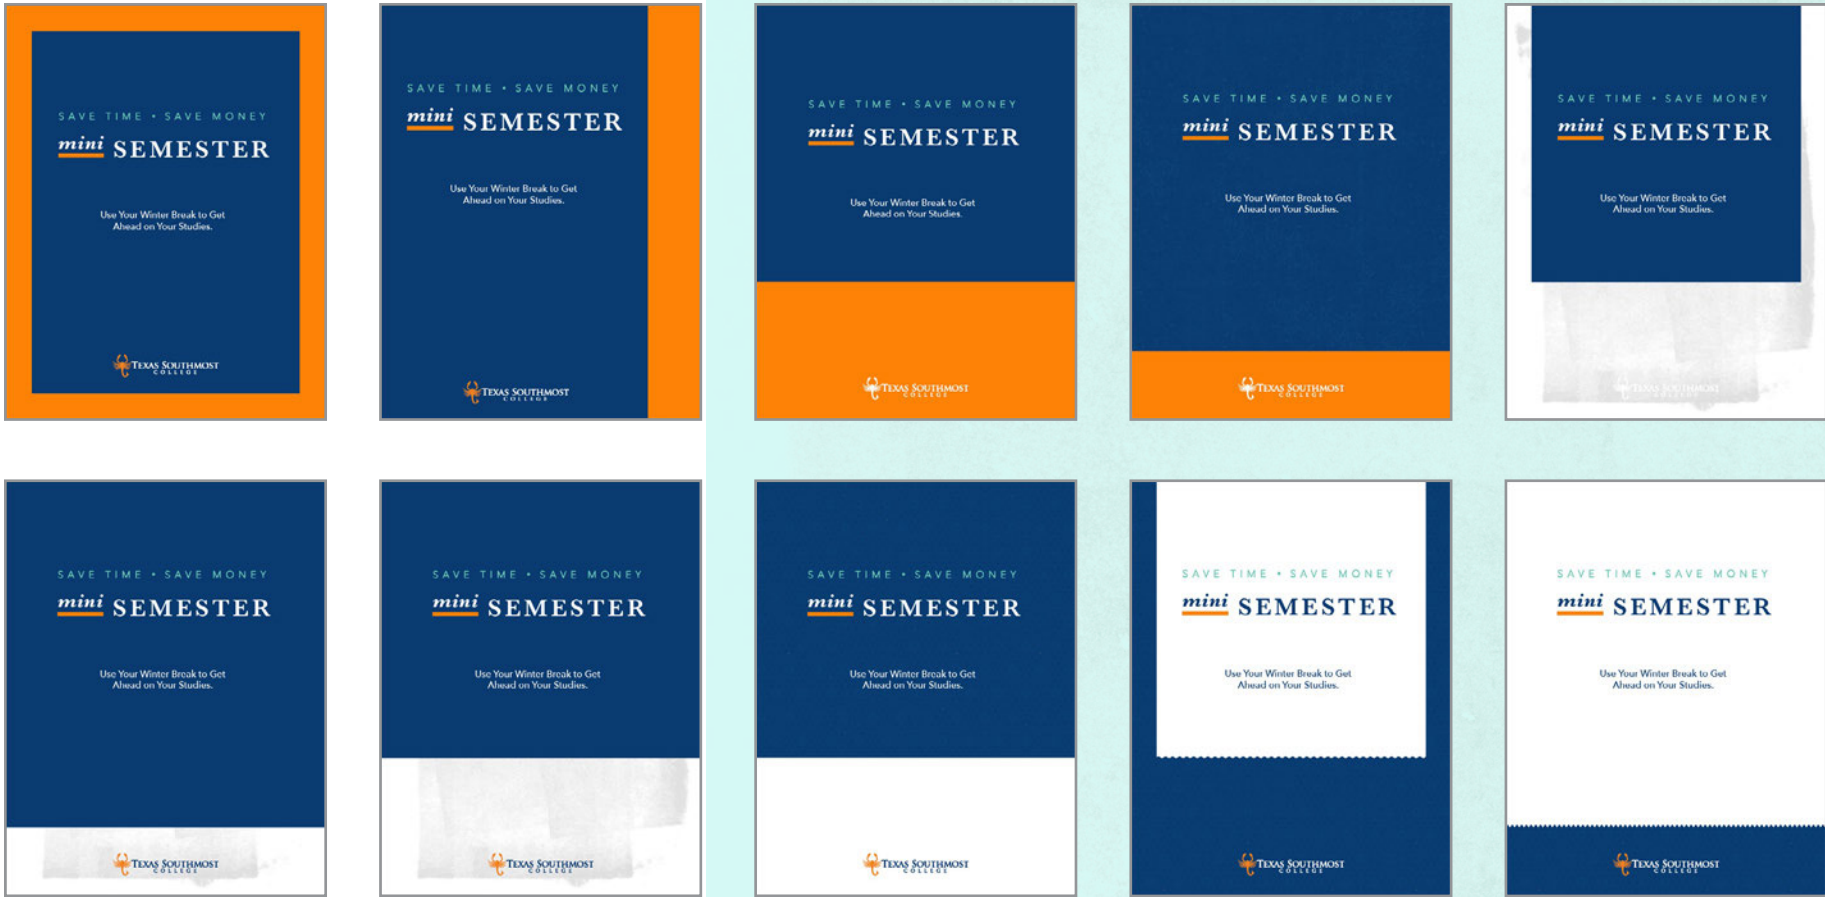 SAVE TIME • SAVE MONEY
mini SEMESTER
Use Your Winter Break to Get
Ahead on Your Studies.
TEXAS SOUTHMOST
COLLEGE
SAVE TIME • SAVE MONEY
mini SEMESTER
Use Your Winter Break to Get
Ahead on Your Studies.
TEXAS SOUTHMOST
COLLEGE
SAVE TIME • SAVE MONEY
mini SEMESTER
Use Your Winter Break to Get
Ahead on Your Studies.
TEXAS SOUTHMOST
COLLEGE
SAVE TIME • SAVE MONEY
mini SEMESTER
Use Your Winter Break to Get
Ahead on Your Studies.
TEXAS SOUTHMOST
COLLEGE
SAVE TIME • SAVE MONEY
mini SEMESTER
Use Your Winter Break to Get
Ahead on Your Studies.
TEXAS SOUTHMOST
COLLEGE
SAVE TIME • SAVE MONEY
mini SEMESTER
Use Your Winter Break to Get
Ahead on Your Studies.
TEXAS SOUTHMOST
COLLEGE
SAVE TIME • SAVE MONEY
mini SEMESTER
Use Your Winter Break to Get
Ahead on Your Studies.
TEXAS SOUTHMOST
COLLEGE
SAVE TIME • SAVE MONEY
mini SEMESTER
Use Your Winter Break to Get
Ahead on Your Studies.
TEXAS SOUTHMOST
COLLEGE
SAVE TIME • SAVE MONEY
mini SEMESTER
Use Your Winter Break to Get
Ahead on Your Studies.
TEXAS SOUTHMOST
COLLEGE
SAVE TIME • SAVE MONEY
mini SEMESTER
Use Your Winter Break to Get
Ahead on Your Studies.
TEXAS SOUTHMOST
COLLEGE